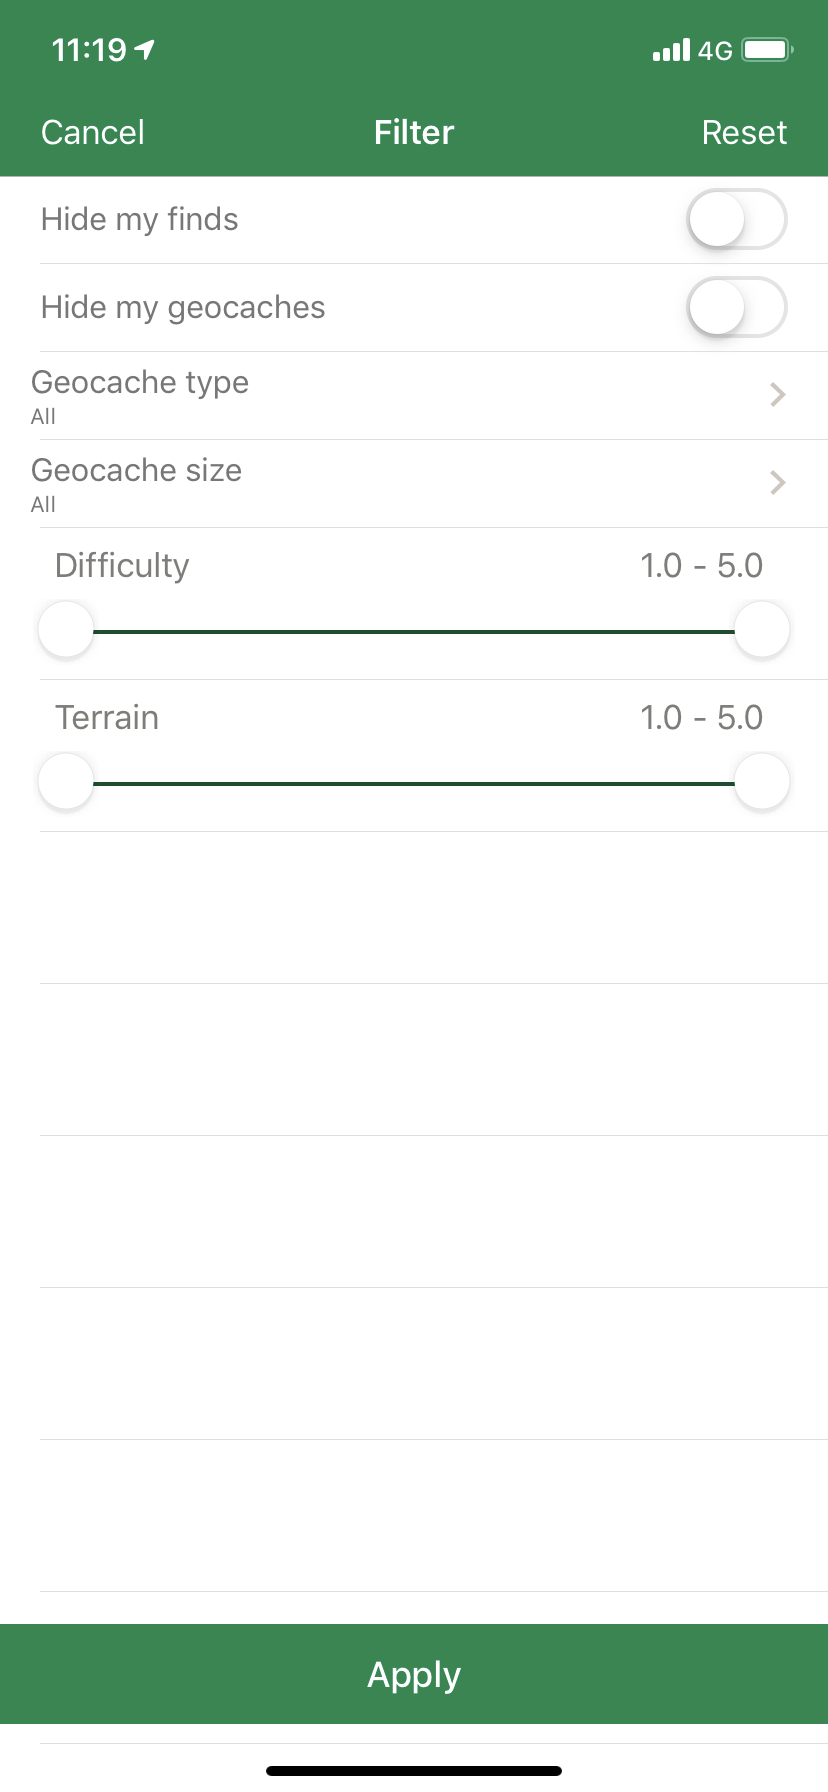 11:19 4G
Cancel Filter Reset
Hide my finds
Hide my geocaches
Geocache type
All
Geocache size
All
Difficulty 1.0 - 5.0
Terrain 1.0 - 5.0
Apply